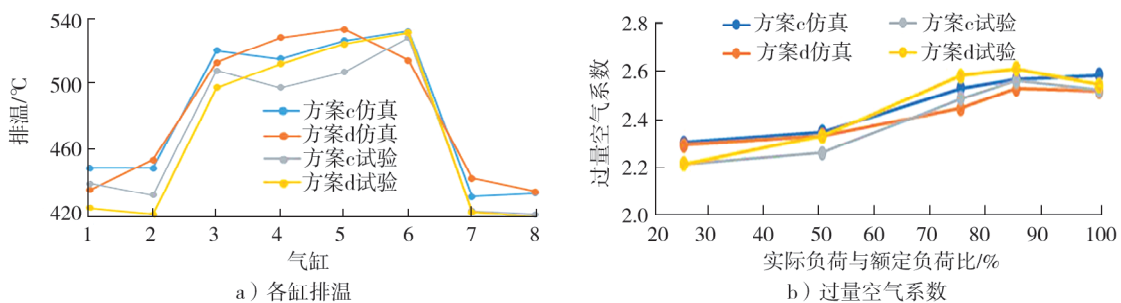 540
500
460
420
排温/℃
方案c仿真
方案d仿真
方案c试验
方案d试验
1 2 3 4 5 6 7 8
气缸
a）各缸排温
2.8
2.6
2.4
2.2
2.0
过量空气系数
方案c仿真 方案c试验
方案d仿真 方案d试验
20 30 40 50 60 70 80 90 100
实际负荷与额定负荷比/%
b）过量空气系数